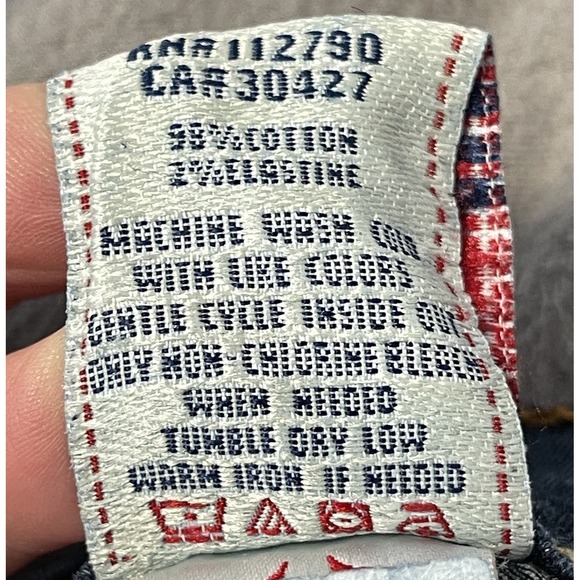 RN#112790
CA#30427
98%COTTON
2%ELASTINE
MACHINE WASH COLD
WITH LIKE COLORS
GENTLE CYCLE INSIDE OUT
ONLY NON-CHLORINE BLEACH
WHEN NEEDED
TUMBLE DRY LOW
WARM IRON IF NEEDED